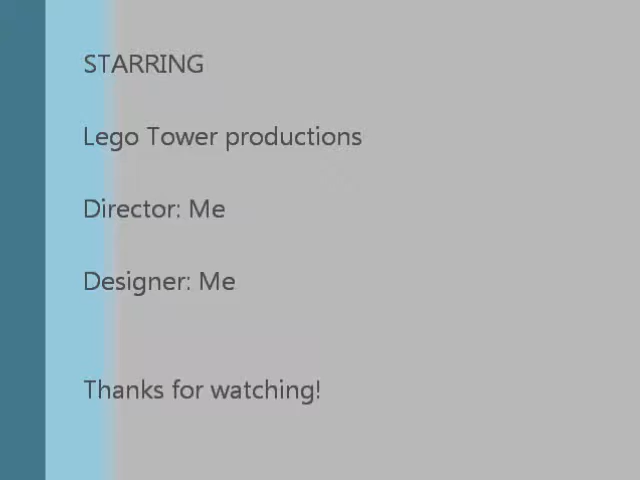 STARRING
Lego Tower productions
Director: Me
Designer: Me
Thanks for watching!